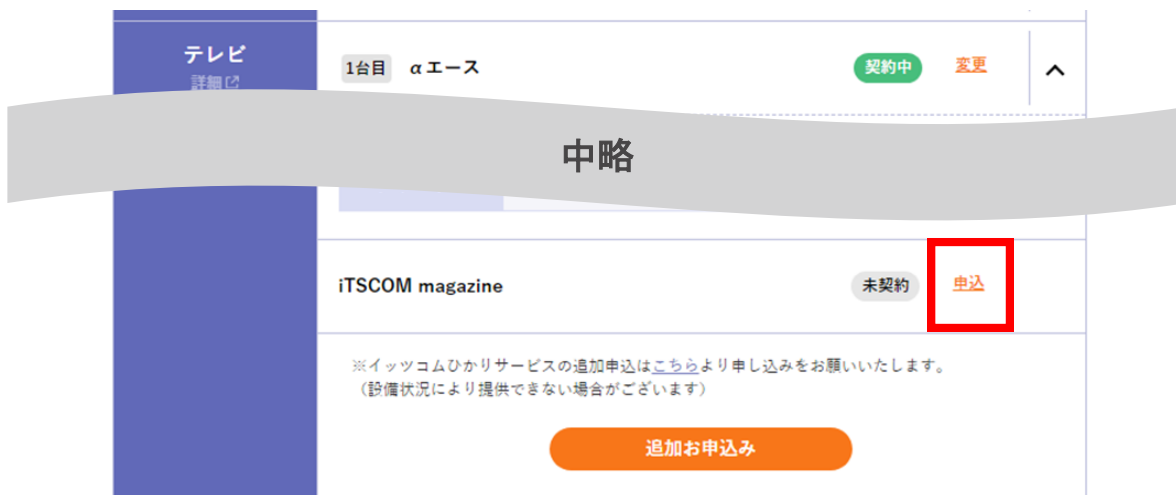 テレビ
詳細
1台目 αエース 契約中 変更
中略
iTSCOM magazine 未契約 申込
※イッツコムひかりサービスの追加申込はこちらより申し込みをお願いいたします。
（設備状況により提供できない場合がございます）
追加お申込み